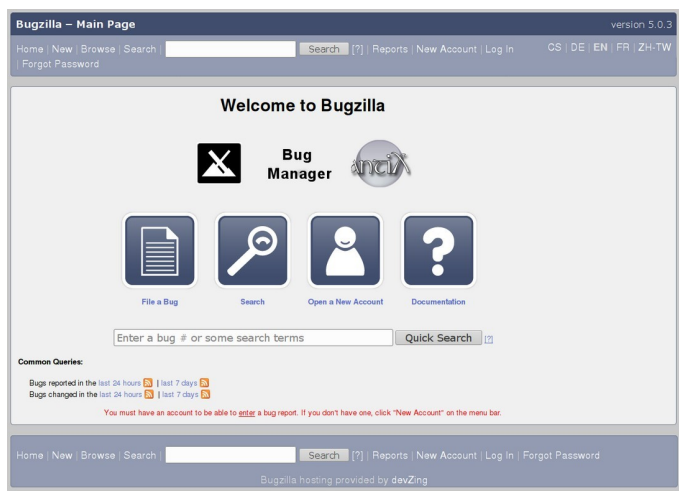 Bugzilla – Main Page
version 5.0.3
Home | New | Browse | Search | Search [?] | Reports | New Account | Log In
CS | DE | EN | FR | ZH-TW
| Forgot Password
Welcome to Bugzilla
Bug
Manager
antiX
File a Bug
Search
Open a New Account
Documentation
Enter a bug # or some search terms
Quick Search
[?]
Common Queries:
Bugs reported in the last 24 hours | last 7 days
Bugs changed in the last 24 hours | last 7 days
You must have an account to be able to enter a bug report. If you don't have one, click "New Account" on the menu bar.
Home | New | Browse | Search | Search [?] | Reports | New Account | Log In | Forgot Password
Bugzilla hosting provided by devZing